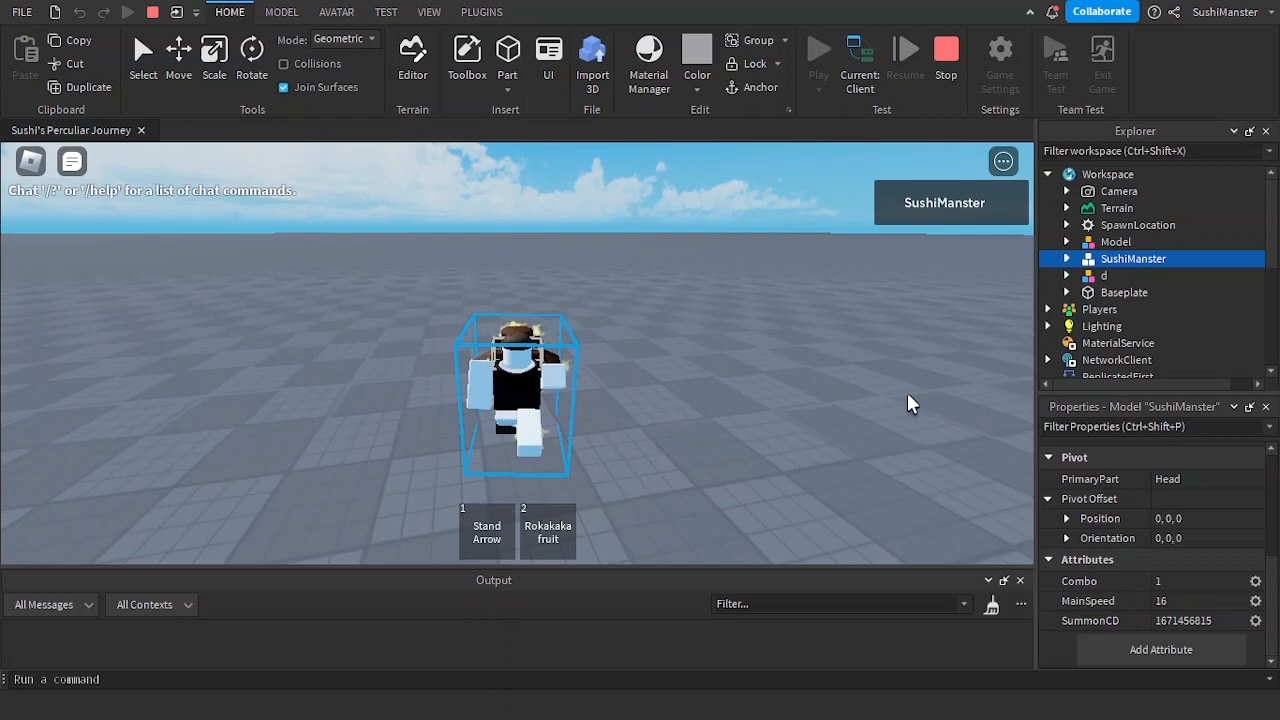 FILE HOME MODEL AVATAR TEST VIEW PLUGINS Collaborate SushiManster
Paste Copy Cut Duplicate Clipboard
Select Move Scale Rotate Mode: Geometric Collisions Join Surfaces Tools
Editor Terrain
Toolbox Part UI Insert
Import 3D File
Material Manager Color Group Lock Anchor Edit
Play Current: Client Resume Stop Test
Game Settings Settings
Team Test Exit Game Team Test
Sushi's Perculiar Journey
Chat '/?' or '/help' for a list of chat commands.
SushiManster
1 Stand Arrow
2 Rokakaka fruit
Output
All Messages All Contexts Filter...
Run a command
Explorer
Filter workspace (Ctrl+Shift+X)
Workspace
Camera
Terrain
SpawnLocation
Model
SushiManster
d
Baseplate
Players
Lighting
MaterialService
NetworkClient
ReplicatedFirst
Properties - Model "SushiManster"
Filter Properties (Ctrl+Shift+P)
Pivot
PrimaryPart Head
Pivot Offset
Position 0, 0, 0
Orientation 0, 0, 0
Attributes
Combo 1
MainSpeed 16
SummonCD 1671456815
Add Attribute